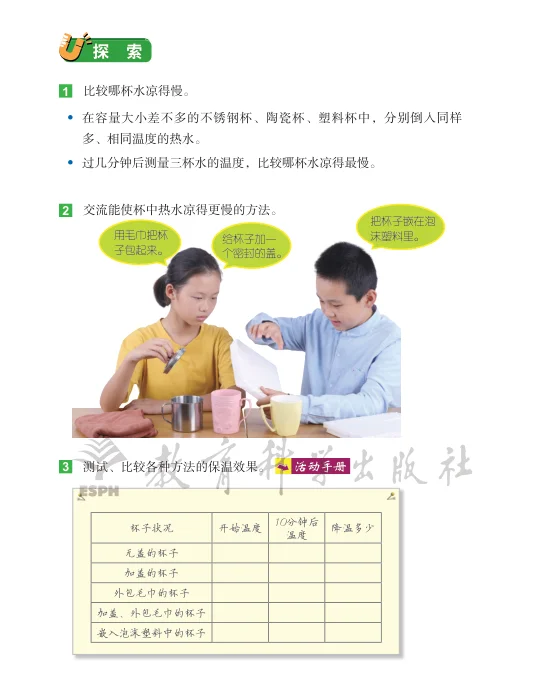 探 索
1 比较哪杯水凉得慢。
• 在容量大小差不多的不锈钢杯、陶瓷杯、塑料杯中，分别倒入同样
多、相同温度的热水。
• 过几分钟后测量三杯水的温度，比较哪杯水凉得最慢。
2 交流能使杯中热水凉得更慢的方法。
用毛巾把杯
子包起来。
给杯子加一
个密封的盖。
把杯子嵌在泡
沫塑料里。
3 测试、比较各种方法的保温效果。 活动手册
ESPH 教育科学出版社
杯子状况 开始温度 10分钟后温度 降温多少
无盖的杯子
加盖的杯子
外包毛巾的杯子
加盖、外包毛巾的杯子
嵌入泡沫塑料中的杯子